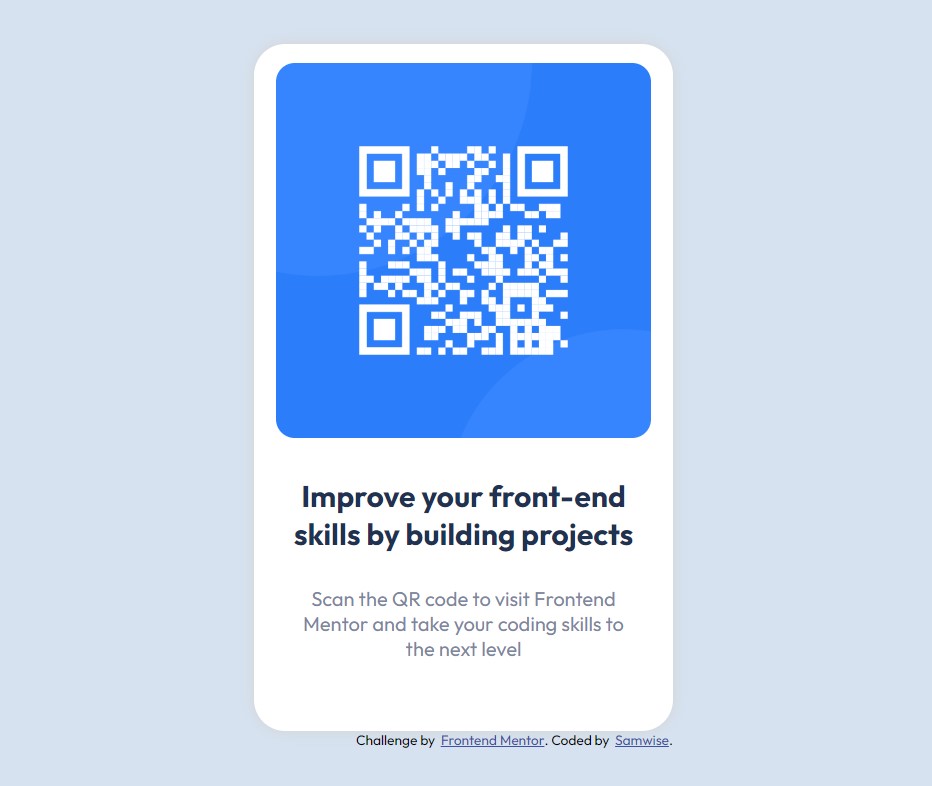 Improve your front-end
skills by building projects
Scan the QR code to visit Frontend
Mentor and take your coding skills to
the next level
Challenge by Frontend Mentor. Coded by Samwise.